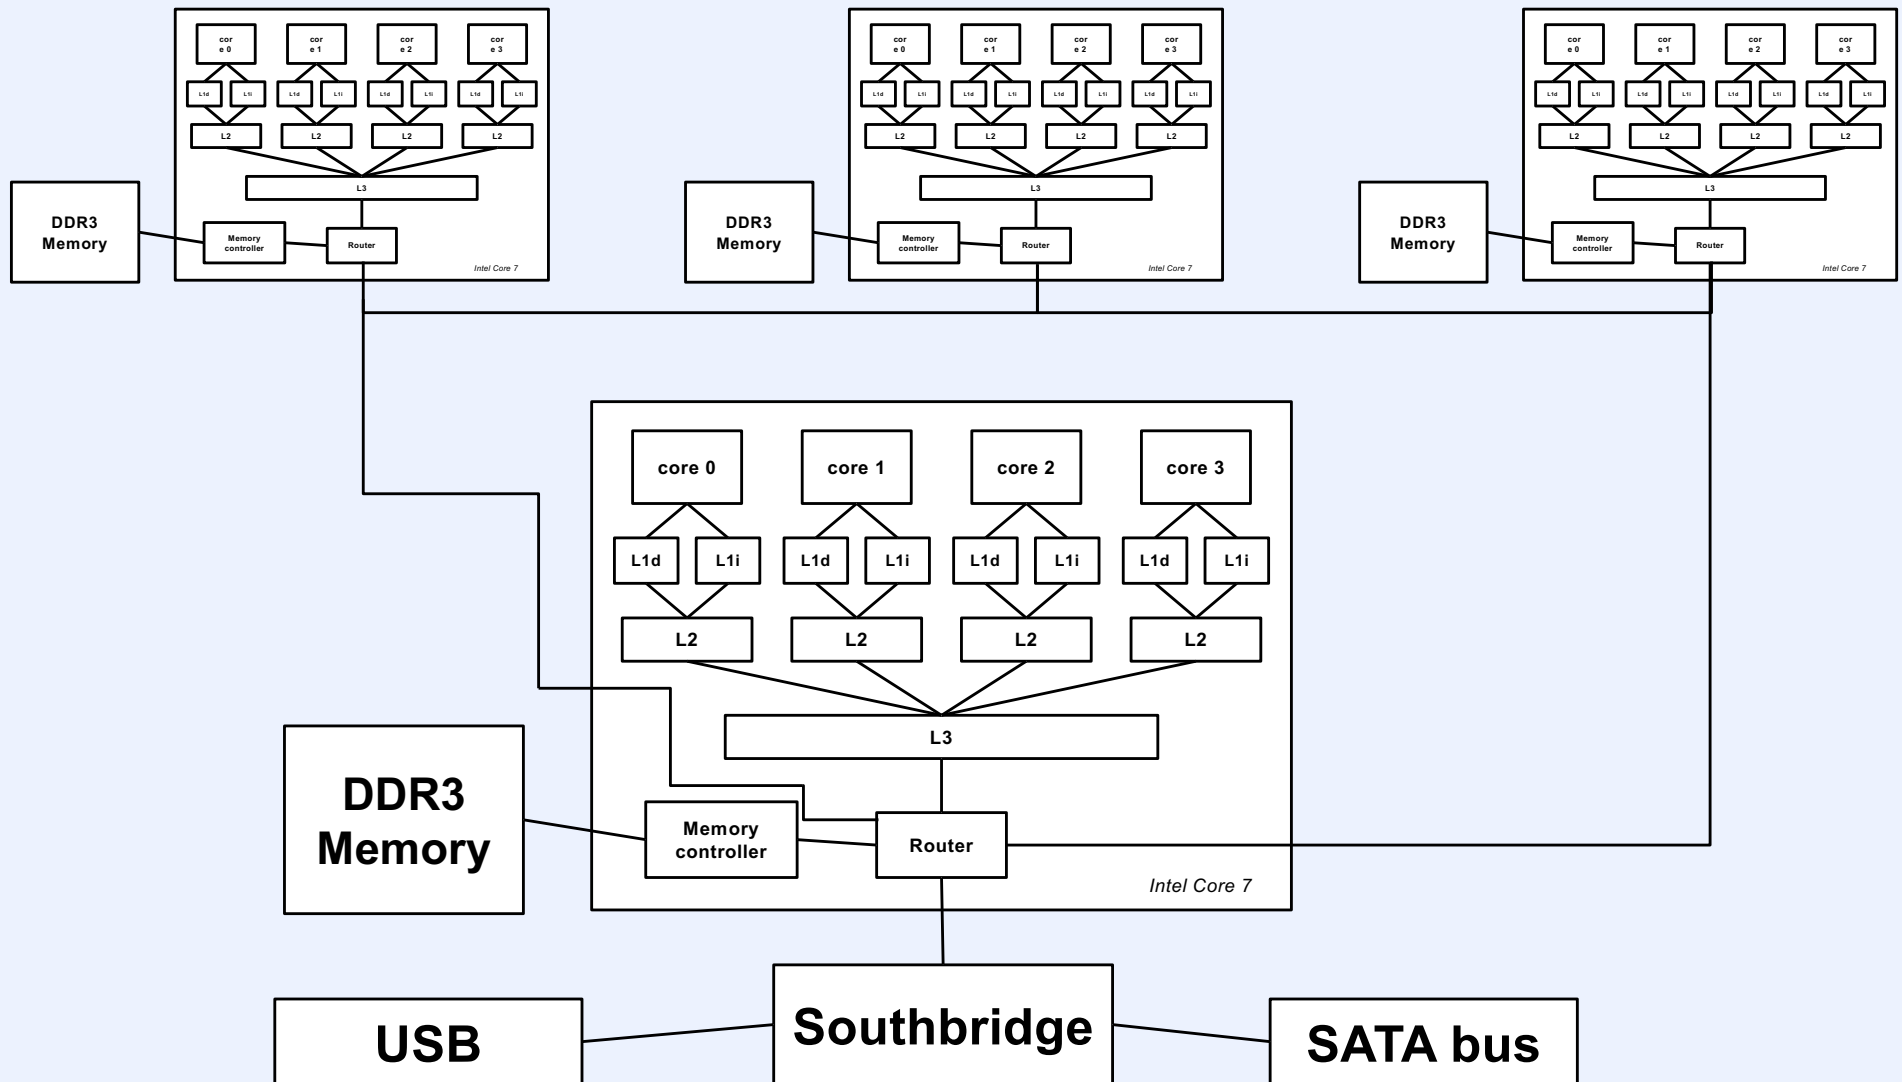 cor
e 0
cor
e 1
cor
e 2
cor
e 3
L1d
L1i
L1d
L1i
L1d
L1i
L1d
L1i
L2
L2
L2
L2
L3
DDR3
Memory
Memory
controller
Router
Intel Core 7
cor
e 0
cor
e 1
cor
e 2
cor
e 3
L1d
L1i
L1d
L1i
L1d
L1i
L1d
L1i
L2
L2
L2
L2
L3
DDR3
Memory
Memory
controller
Router
Intel Core 7
cor
e 0
cor
e 1
cor
e 2
cor
e 3
L1d
L1i
L1d
L1i
L1d
L1i
L1d
L1i
L2
L2
L2
L2
L3
DDR3
Memory
Memory
controller
Router
Intel Core 7
core 0
core 1
core 2
core 3
L1d
L1i
L1d
L1i
L1d
L1i
L1d
L1i
L2
L2
L2
L2
L3
DDR3
Memory
Memory
controller
Router
Intel Core 7
USB
Southbridge
SATA bus